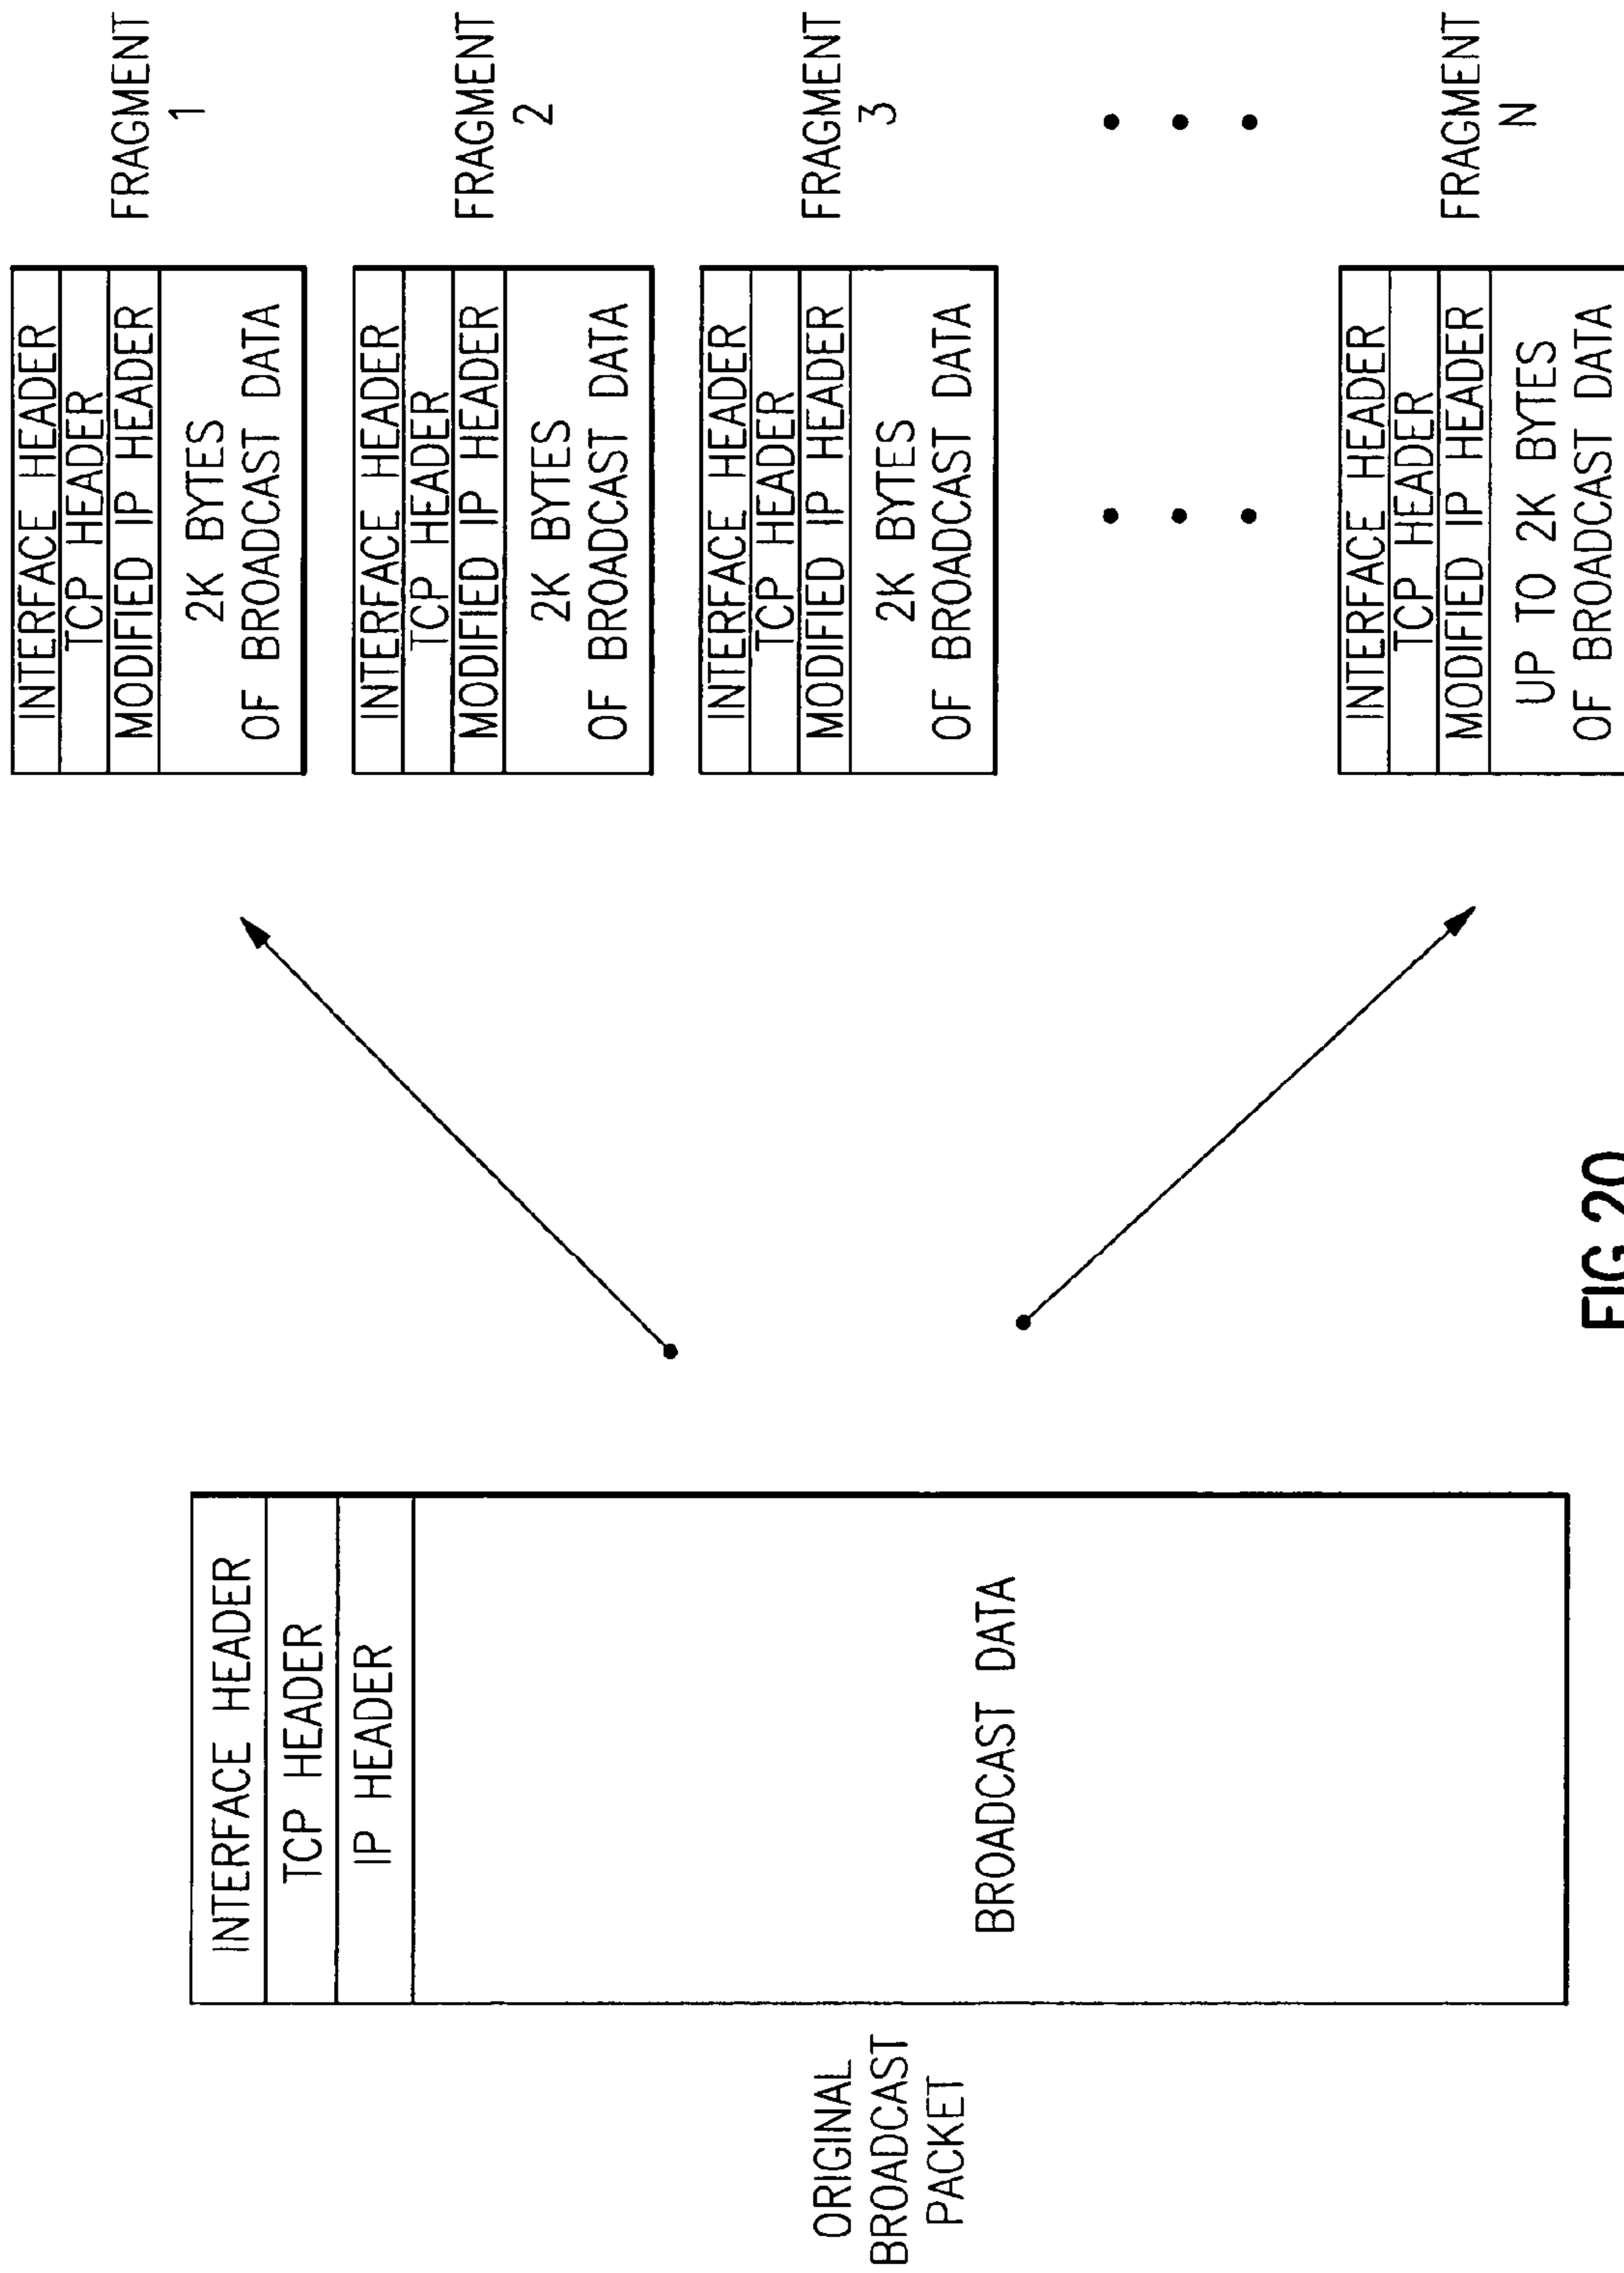 ORIGINAL
BROADCAST
PACKET
INTERFACE HEADER
TCP HEADER
IP HEADER
BROADCAST DATA
INTERFACE HEADER
TCP HEADER
MODIFIED IP HEADER
2K BYTES
OF BROADCAST DATA
FRAGMENT
1
INTERFACE HEADER
TCP HEADER
MODIFIED IP HEADER
2K BYTES
OF BROADCAST DATA
FRAGMENT
2
INTERFACE HEADER
TCP HEADER
MODIFIED IP HEADER
2K BYTES
OF BROADCAST DATA
FRAGMENT
3
INTERFACE HEADER
TCP HEADER
MODIFIED IP HEADER
UP TO 2K BYTES
OF BROADCAST DATA
FRAGMENT
N
FIG.20